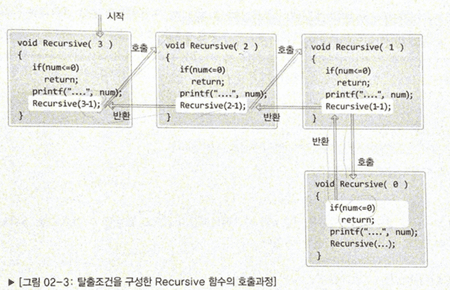 시작
void Recursive( 3 )
{
if(num<=0)
return;
printf("....", num);
Recursive(3-1);
}
호출
반환
void Recursive( 2 )
{
if(num<=0)
return;
printf("....", num);
Recursive(2-1);
}
호출
반환
void Recursive( 1 )
{
if(num<=0)
return;
printf("....", num);
Recursive(1-1);
}
반환
호출
void Recursive( 0 )
{
if(num<=0)
return;
printf("....", num);
Recursive(...);
}
▶ [그림 02-3: 탈출조건을 구성한 Recursive 함수의 호출과정]